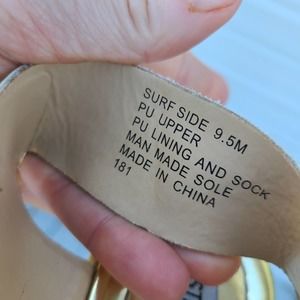 SURF SIDE 9.5M
PU UPPER
PU LINING AND SOCK
MAN MADE SOLE
MADE IN CHINA
181